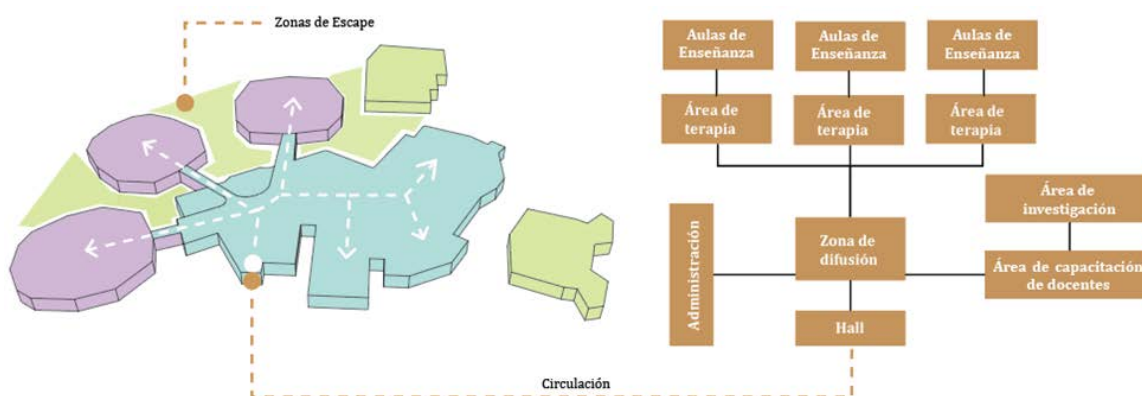 Zonas de Escape
Circulación
Aulas de
Enseñanza
Aulas de
Enseñanza
Aulas de
Enseñanza
Área de
terapia
Área de
terapia
Área de
terapia
Administración
Zona de
difusión
Área de
investigación
Área de capacitación
de docentes
Hall